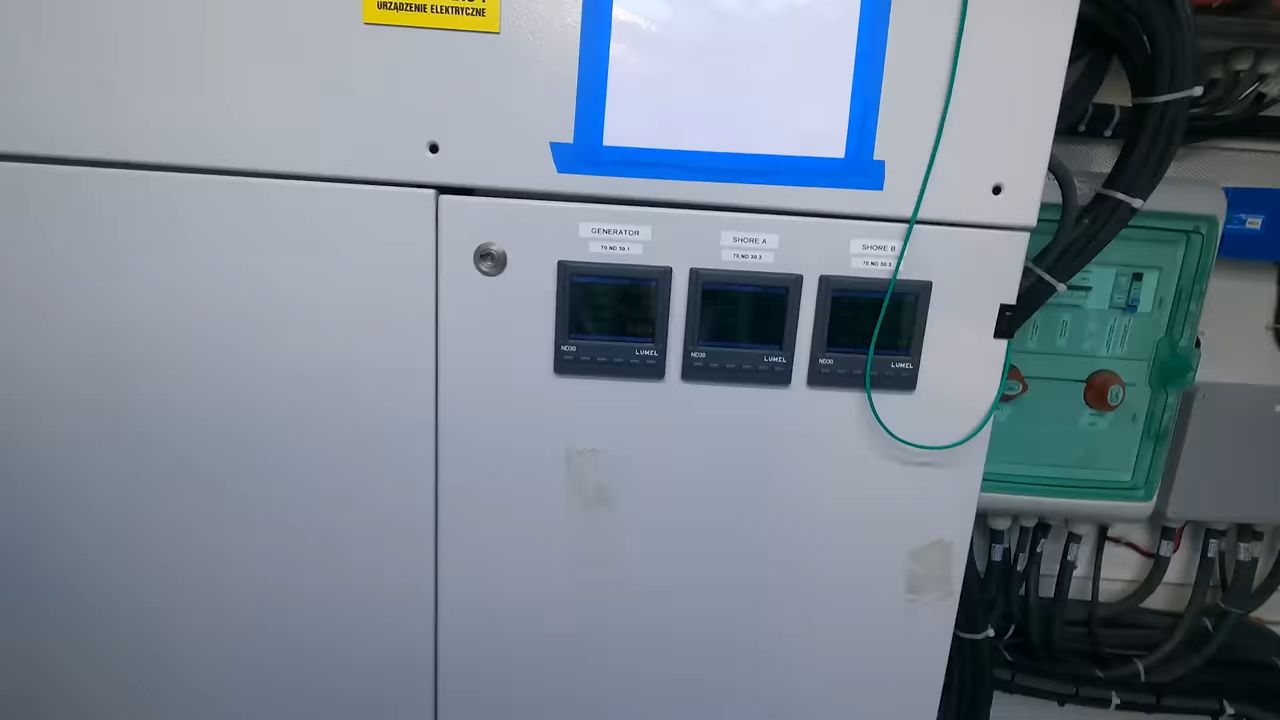 URZĄDZENIE ELEKTRYCZNE
GENERATOR
70.ND 30.1
SHORE A
70.ND 30.2
SHORE B
70.ND 30.3
ND30
LUMEL
ND30
LUMEL
ND30
LUMEL